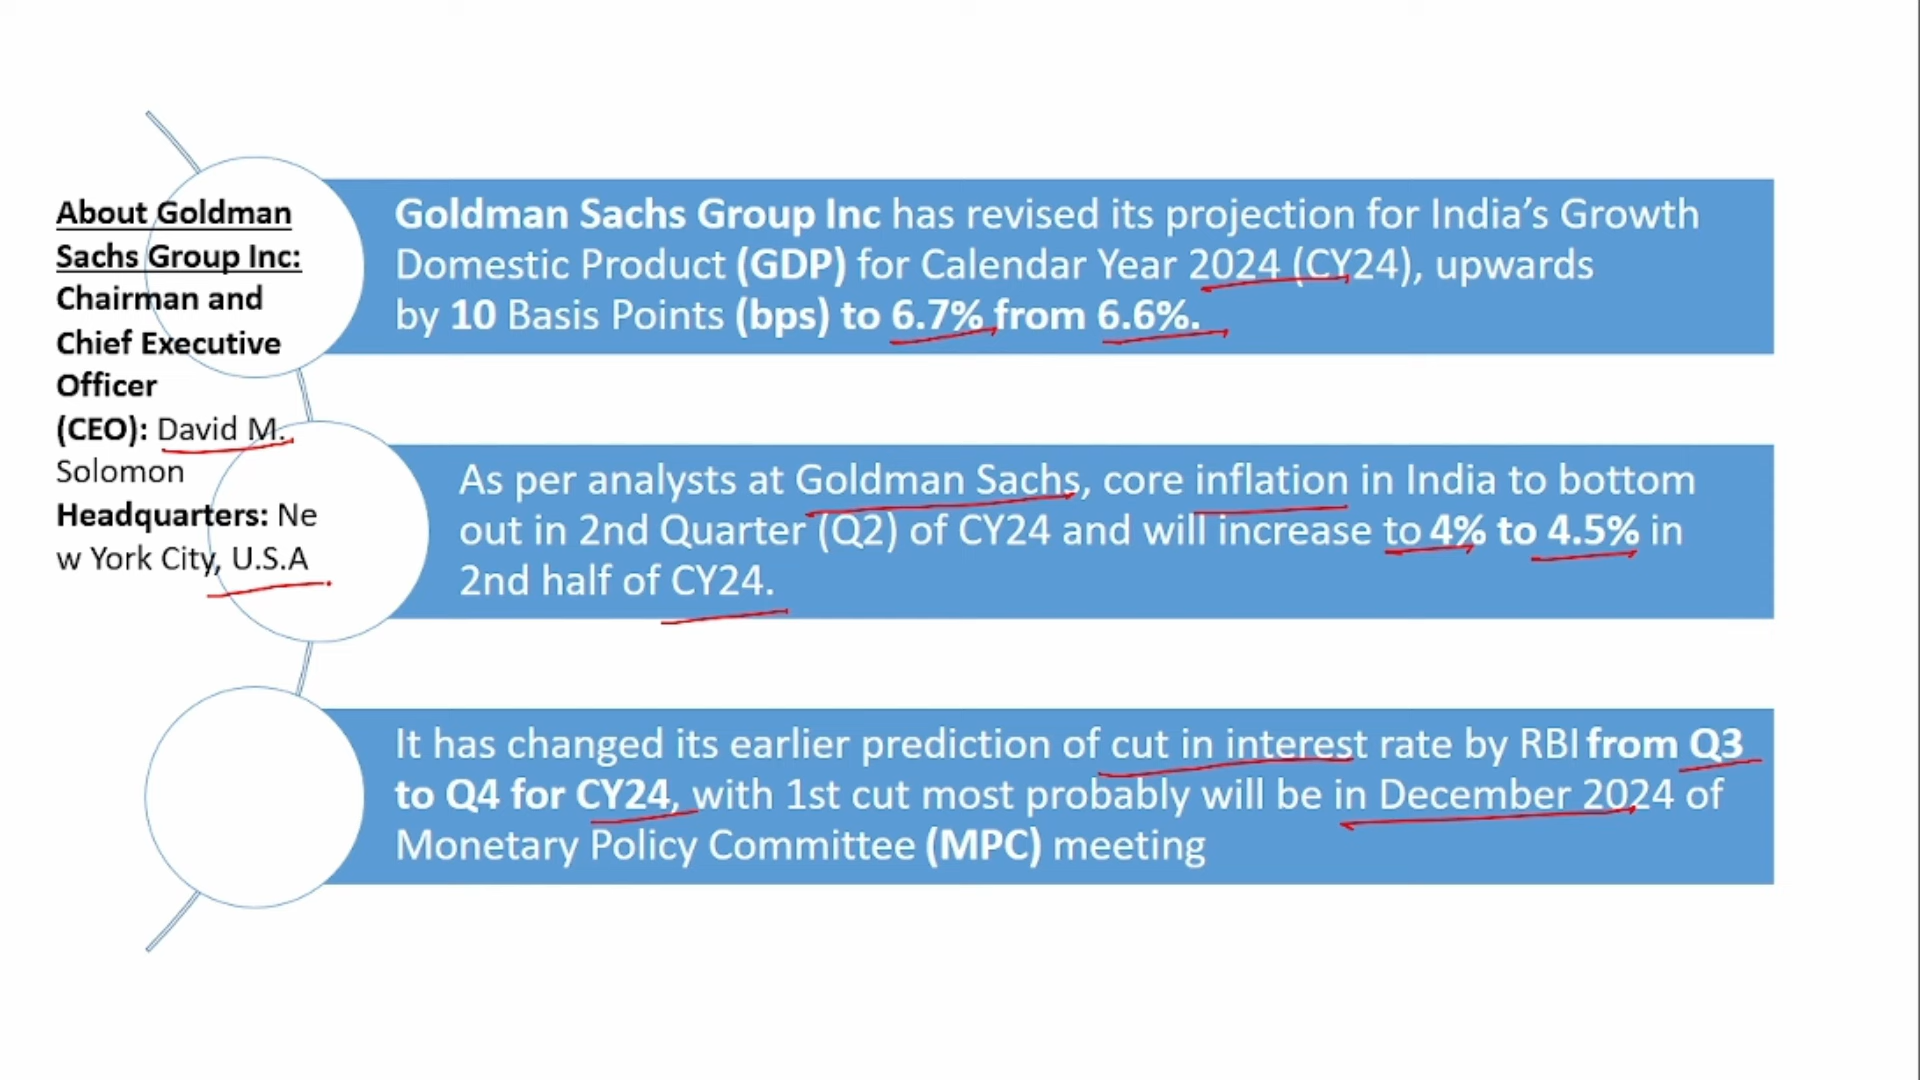 About Goldman
Sachs Group Inc:
Chairman and
Chief Executive
Officer
(CEO): David M.
Solomon
Headquarters: Ne
w York City, U.S.A
Goldman Sachs Group Inc has revised its projection for India’s Growth
Domestic Product (GDP) for Calendar Year 2024 (CY24), upwards
by 10 Basis Points (bps) to 6.7% from 6.6%.
As per analysts at Goldman Sachs, core inflation in India to bottom
out in 2nd Quarter (Q2) of CY24 and will increase to 4% to 4.5% in
2nd half of CY24.
It has changed its earlier prediction of cut in interest rate by RBI from Q3
to Q4 for CY24, with 1st cut most probably will be in December 2024 of
Monetary Policy Committee (MPC) meeting